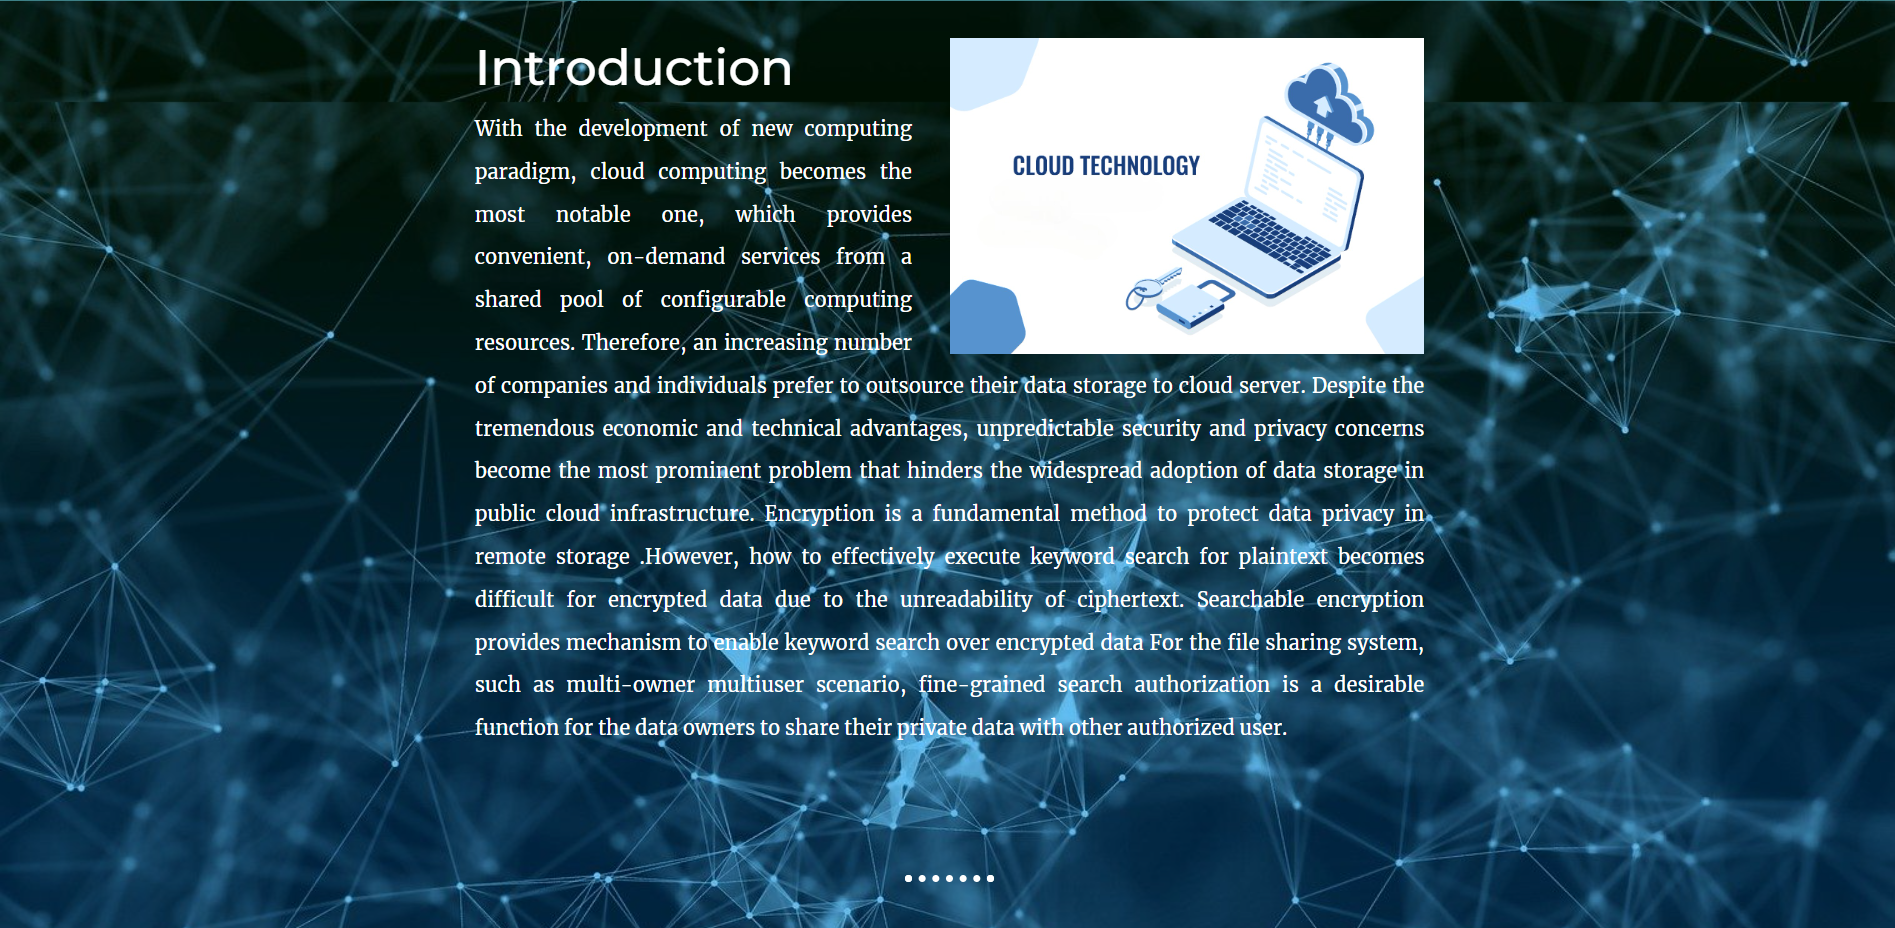 Introduction
CLOUD TECHNOLOGY
With the development of new computing
paradigm, cloud computing becomes the
most notable one, which provides
convenient, on-demand services from a
shared pool of configurable computing
resources. Therefore, an increasing number
of companies and individuals prefer to outsource their data storage to cloud server. Despite the
tremendous economic and technical advantages, unpredictable security and privacy concerns
become the most prominent problem that hinders the widespread adoption of data storage in
public cloud infrastructure. Encryption is a fundamental method to protect data privacy in
remote storage .However, how to effectively execute keyword search for plaintext becomes
difficult for encrypted data due to the unreadability of ciphertext. Searchable encryption
provides mechanism to enable keyword search over encrypted data For the file sharing system,
such as multi-owner multiuser scenario, fine-grained search authorization is a desirable
function for the data owners to share their private data with other authorized user.